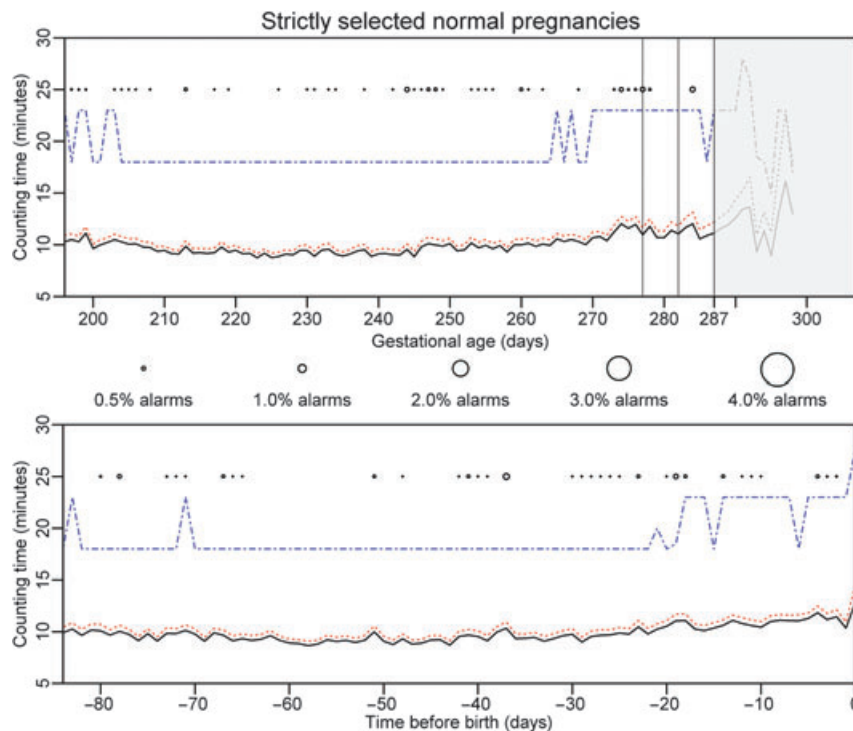 Strictly selected normal pregnancies
30
25
20
15
10
5
Counting time (minutes)
200 210 220 230 240 250 260 270 280 287 300
Gestational age (days)
0.5% alarms 1.0% alarms 2.0% alarms 3.0% alarms 4.0% alarms
30
25
20
15
10
5
Counting time (minutes)
−80 −70 −60 −50 −40 −30 −20 −10 0
Time before birth (days)